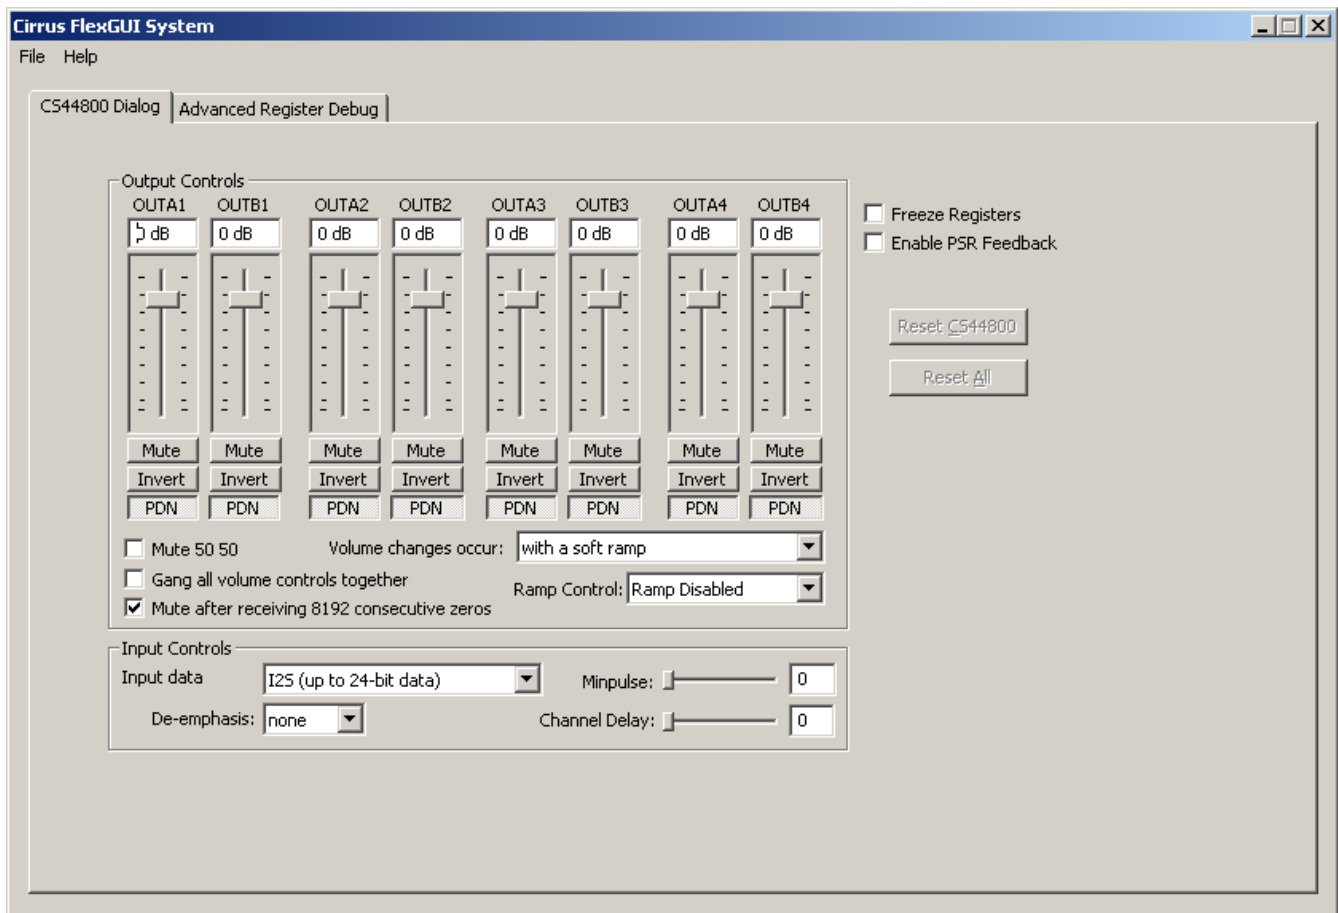 Cirrus FlexGUI System
File Help
CS44800 Dialog Advanced Register Debug
Output Controls
OUTA1 OUTB1 OUTA2 OUTB2 OUTA3 OUTB3 OUTA4 OUTB4
0 dB 0 dB 0 dB 0 dB 0 dB 0 dB 0 dB 0 dB
Mute Mute Mute Mute Mute Mute Mute Mute
Invert Invert Invert Invert Invert Invert Invert Invert
PDN PDN PDN PDN PDN PDN PDN PDN
Mute 50 50
Volume changes occur: with a soft ramp
Gang all volume controls together
Ramp Control: Ramp Disabled
Mute after receiving 8192 consecutive zeros
Freeze Registers
Enable PSR Feedback
Reset CS44800
Reset All
Input Controls
Input data I2S (up to 24-bit data)
Minpulse: 0
De-emphasis: none
Channel Delay: 0